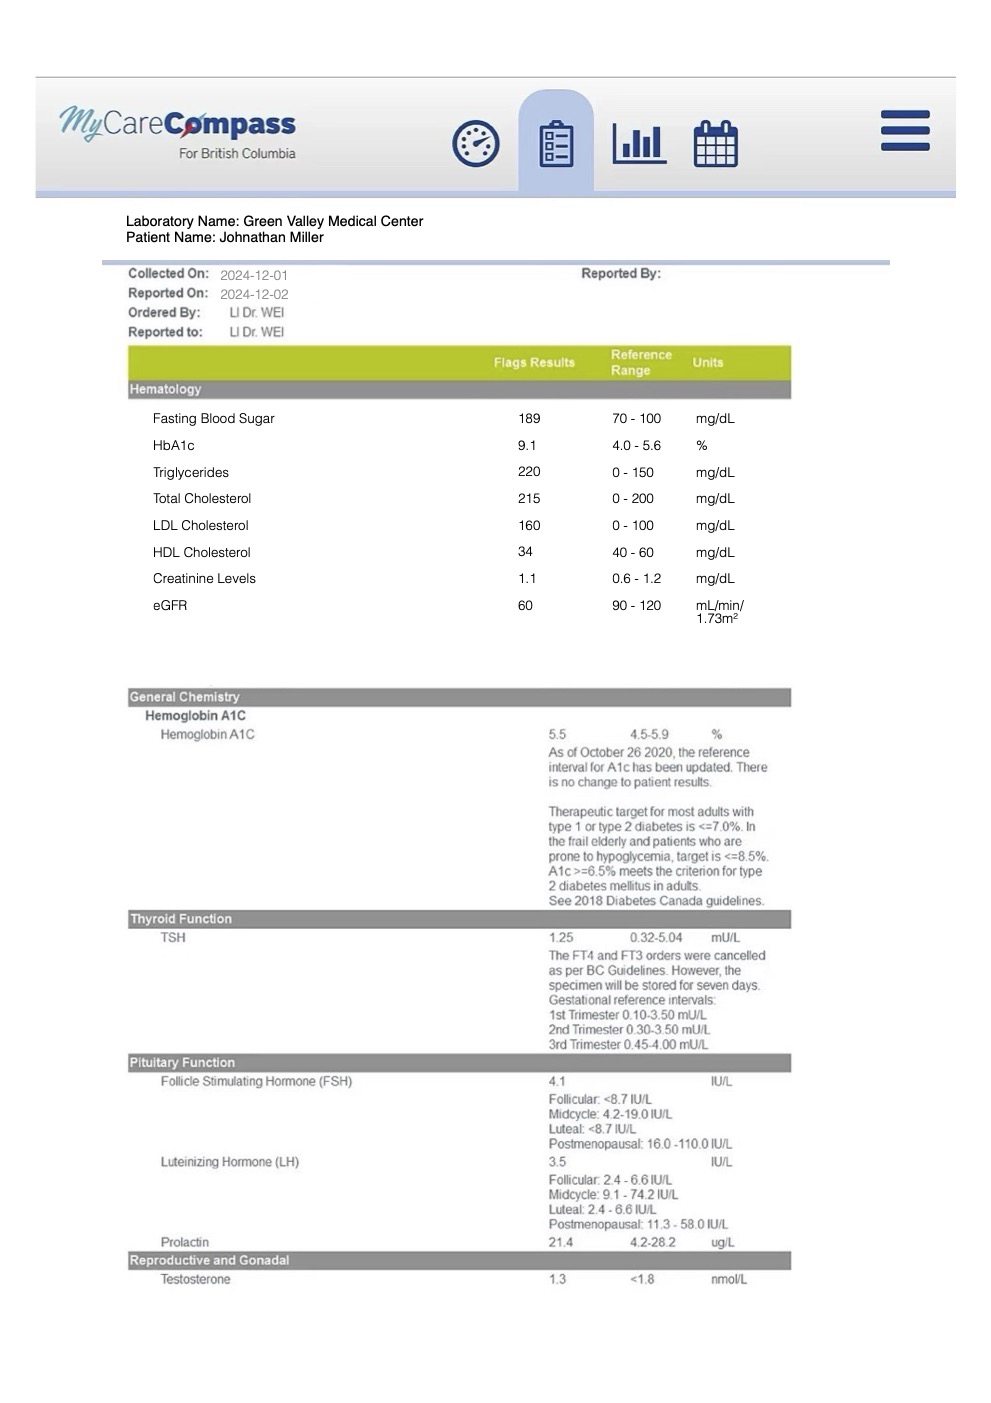 MyCareCompass
For British Columbia
Laboratory Name: Green Valley Medical Center
Patient Name: Johnathan Miller
Collected On: 2024-12-01 Reported By:
Reported On: 2024-12-02
Ordered By: LI Dr. WEI
Reported to: LI Dr. WEI
Flags Results Reference Range Units
Hematology
Fasting Blood Sugar 189 70 - 100 mg/dL
HbA1c 9.1 4.0 - 5.6 %
Triglycerides 220 0 - 150 mg/dL
Total Cholesterol 215 0 - 200 mg/dL
LDL Cholesterol 160 0 - 100 mg/dL
HDL Cholesterol 34 40 - 60 mg/dL
Creatinine Levels 1.1 0.6 - 1.2 mg/dL
eGFR 60 90 - 120 mL/min/
1.73m²
General Chemistry
Hemoglobin A1C
Hemoglobin A1C 5.5 4.5-5.9 %
As of October 26 2020, the reference
interval for A1c has been updated. There
is no change to patient results.
Therapeutic target for most adults with
type 1 or type 2 diabetes is <=7.0%. In
the frail elderly and patients who are
prone to hypoglycemia, target is <=8.5%.
A1c >=6.5% meets the criterion for type
2 diabetes mellitus in adults.
See 2018 Diabetes Canada guidelines.
Thyroid Function
TSH 1.25 0.32-5.04 mU/L
The FT4 and FT3 orders were cancelled
as per BC Guidelines. However, the
specimen will be stored for seven days.
Gestational reference intervals:
1st Trimester 0.10-3.50 mU/L
2nd Trimester 0.30-3.50 mU/L
3rd Trimester 0.45-4.00 mU/L
Pituitary Function
Follicle Stimulating Hormone (FSH) 4.1 IU/L
Follicular: <8.7 IU/L
Midcycle: 4.2-19.0 IU/L
Luteal: <8.7 IU/L
Postmenopausal: 16.0 -110.0 IU/L
Luteinizing Hormone (LH) 3.5 IU/L
Follicular: 2.4 - 6.6 IU/L
Midcycle: 9.1 - 74.2 IU/L
Luteal: 2.4 - 6.6 IU/L
Postmenopausal: 11.3 - 58.0 IU/L
Prolactin 21.4 4.2-28.2 ug/L
Reproductive and Gonadal
Testosterone 1.3 <1.8 nmol/L